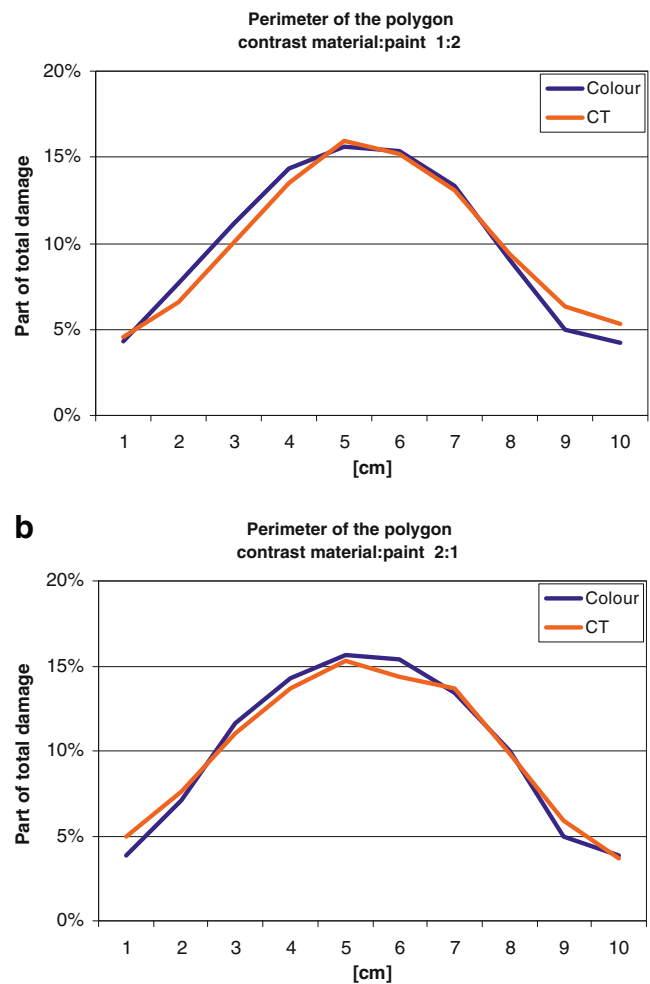 Perimeter of the polygon
contrast material:paint 1:2
20%
15%
10%
5%
0%
Part of total damage
Colour
CT
1 2 3 4 5 6 7 8 9 10
[cm]
b
Perimeter of the polygon
contrast material:paint 2:1
20%
15%
10%
5%
0%
Part of total damage
Colour
CT
1 2 3 4 5 6 7 8 9 10
[cm]